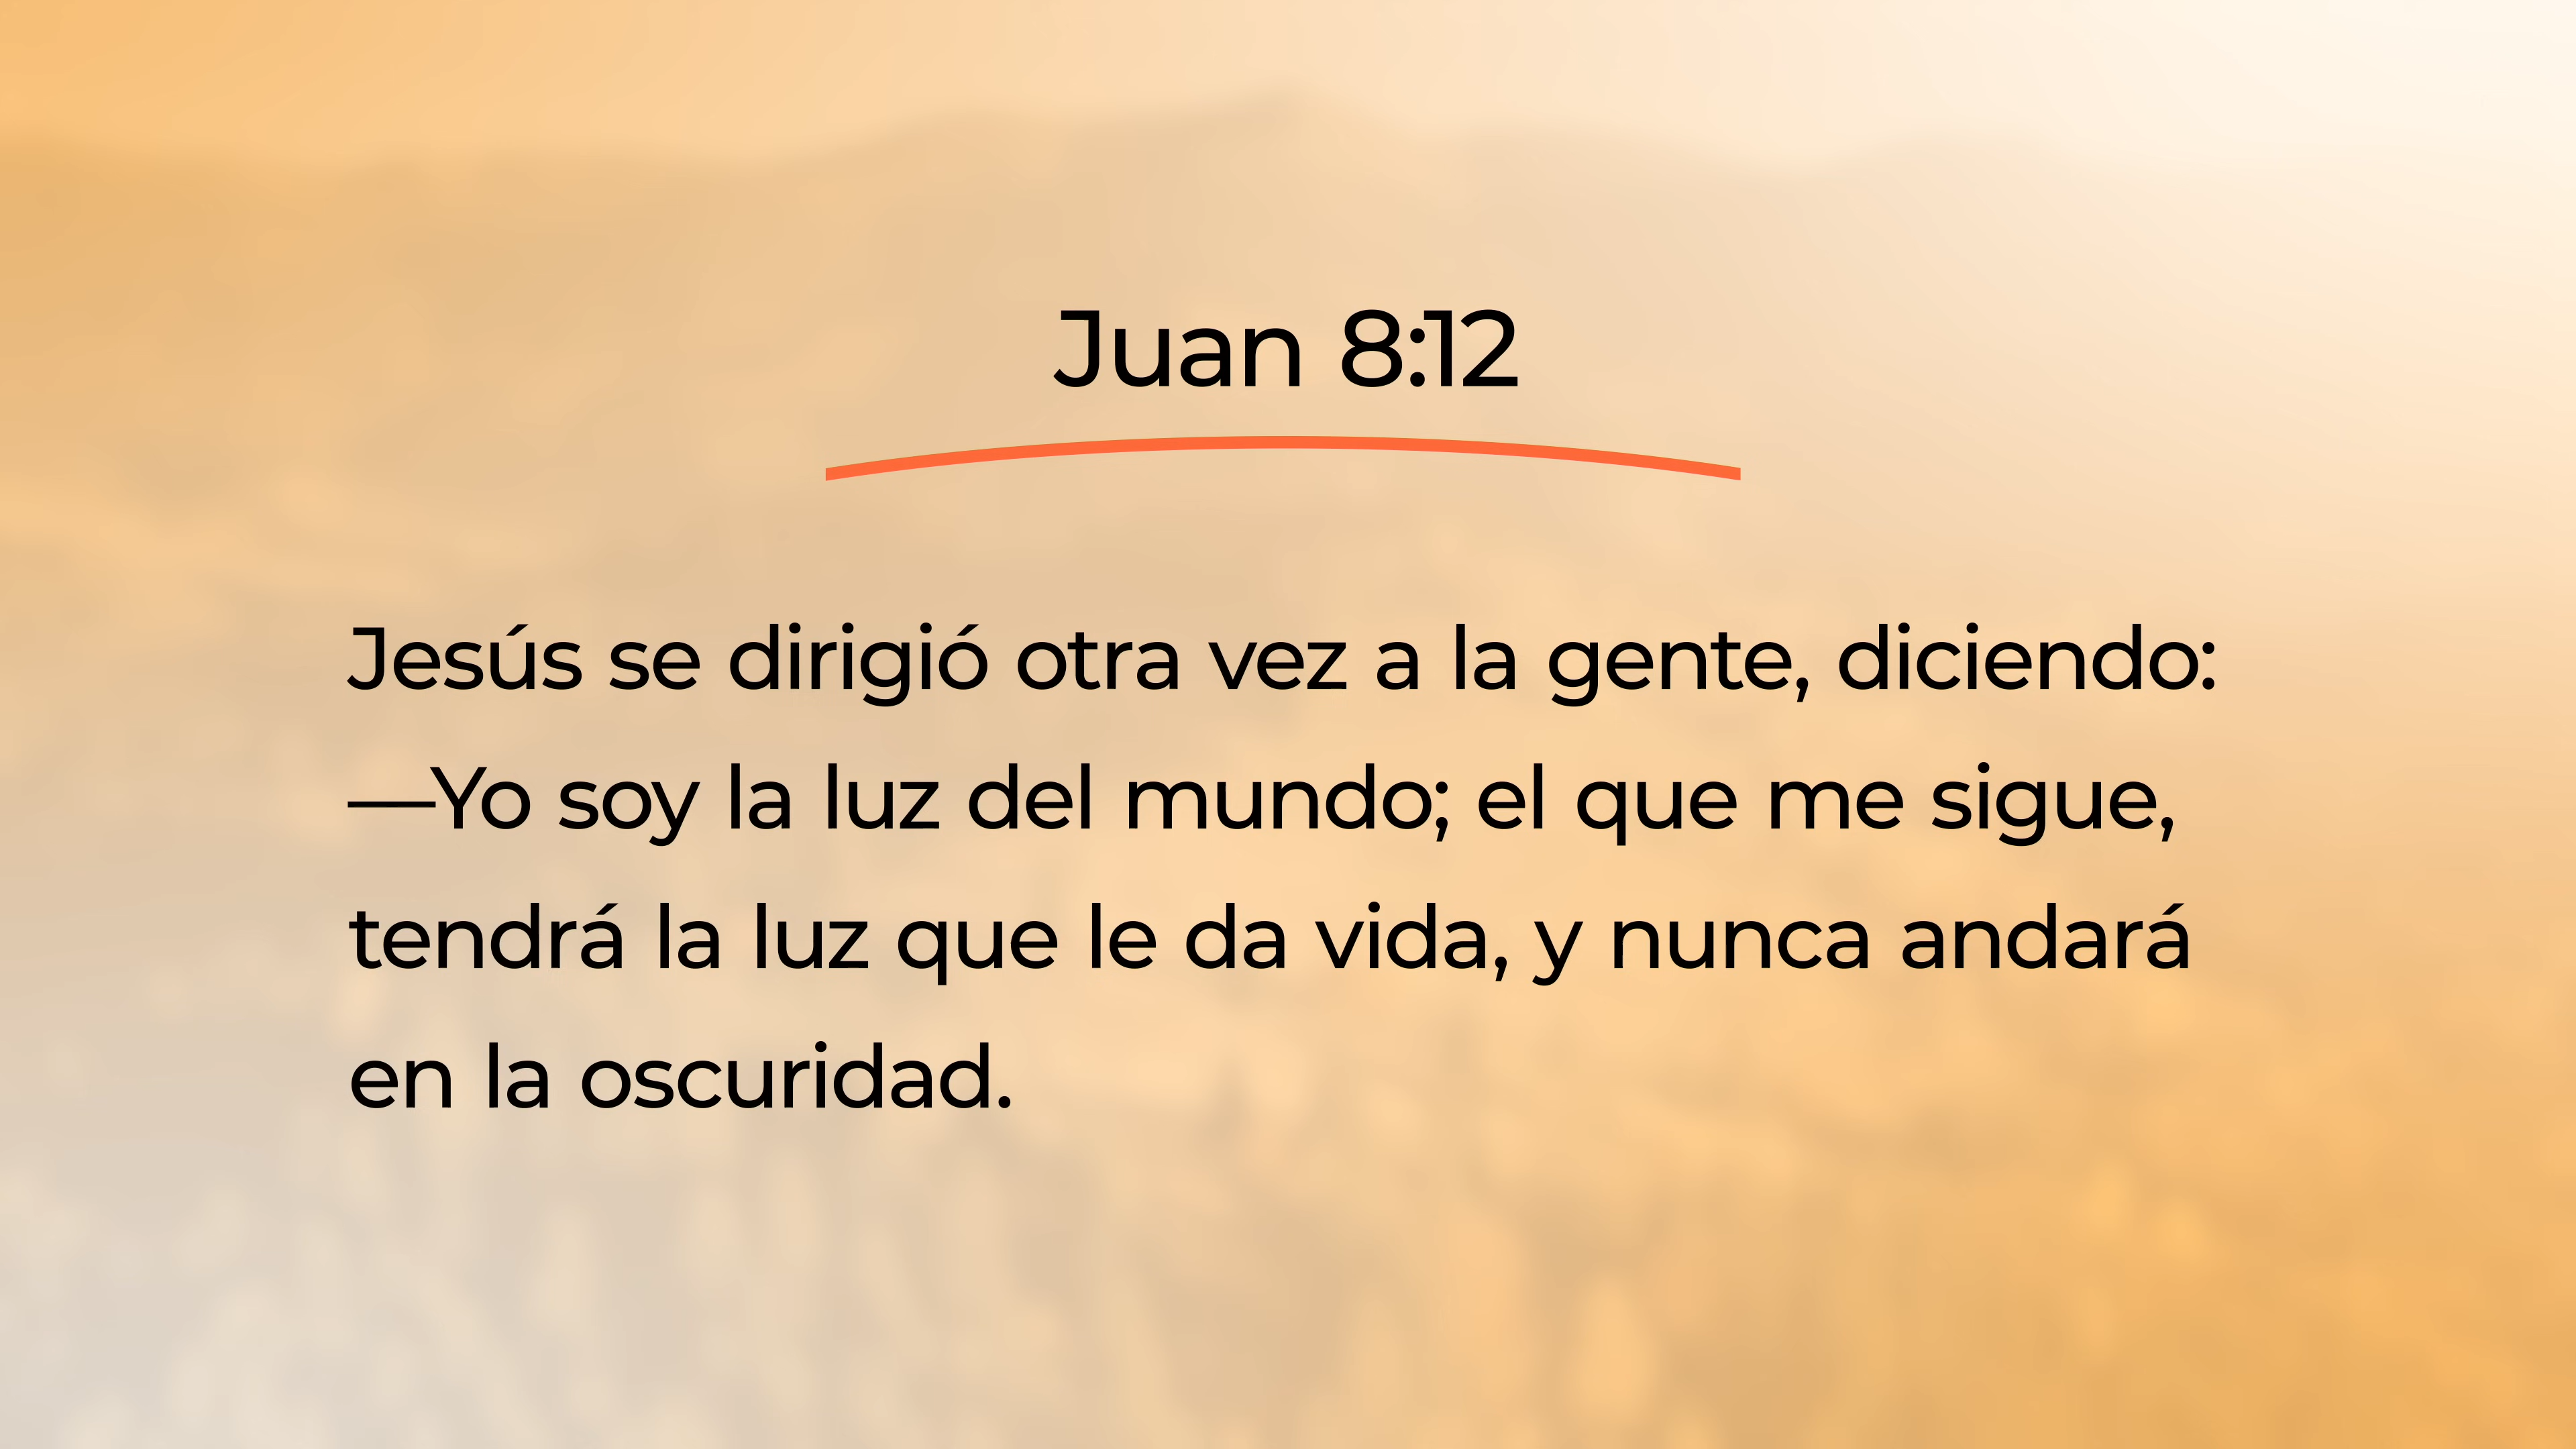 Juan 8:12
Jesús se dirigió otra vez a la gente, diciendo:
—Yo soy la luz del mundo; el que me sigue,
tendrá la luz que le da vida, y nunca andará
en la oscuridad.